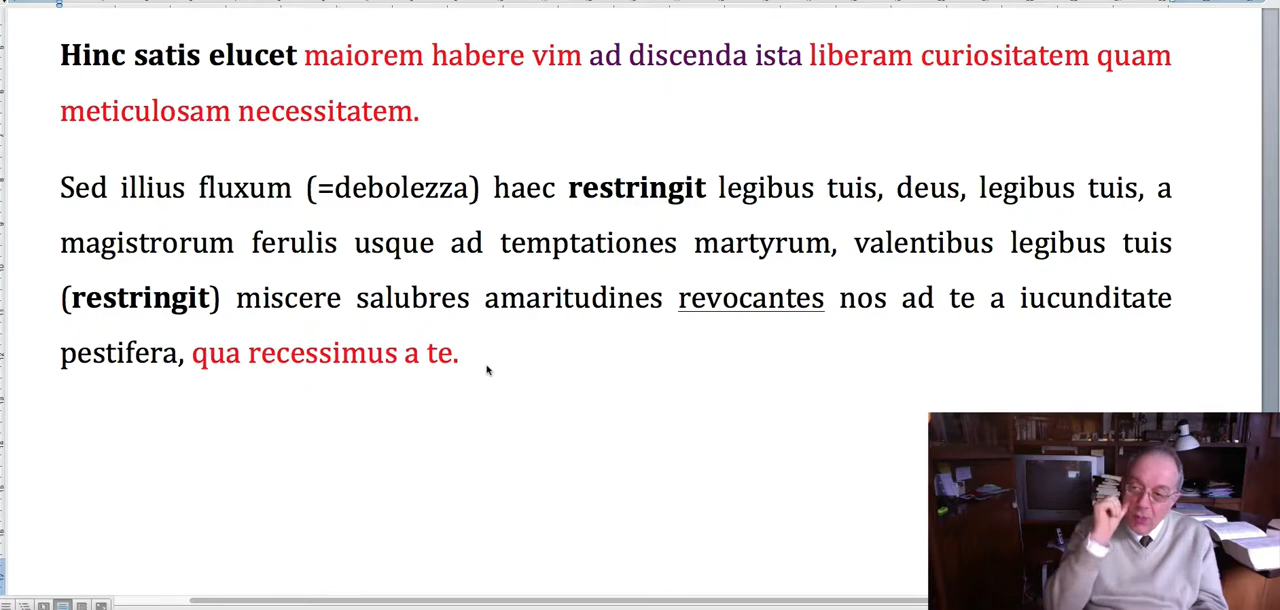 Hinc satis elucet maiorem habere vim ad discenda ista liberam curiositatem quam
meticulosam necessitatem.
Sed illius fluxum (=debolezza) haec restringit legibus tuis, deus, legibus tuis, a
magistrorum ferulis usque ad temptationes martyrum, valentibus legibus tuis
(restringit) miscere salubres amaritudines revocantes nos ad te a iucunditate
pestifera, qua recessimus a te.